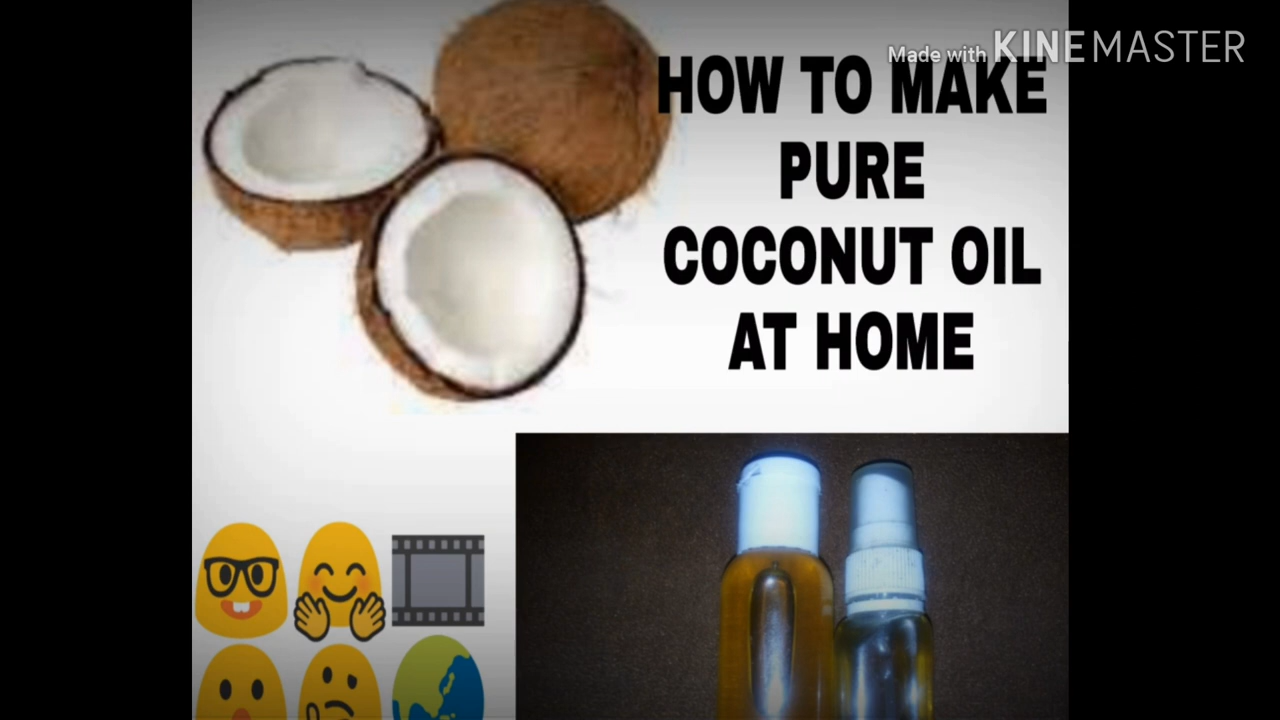 Made with KINEMASTER
HOW TO MAKE
PURE
COCONUT OIL
AT HOME